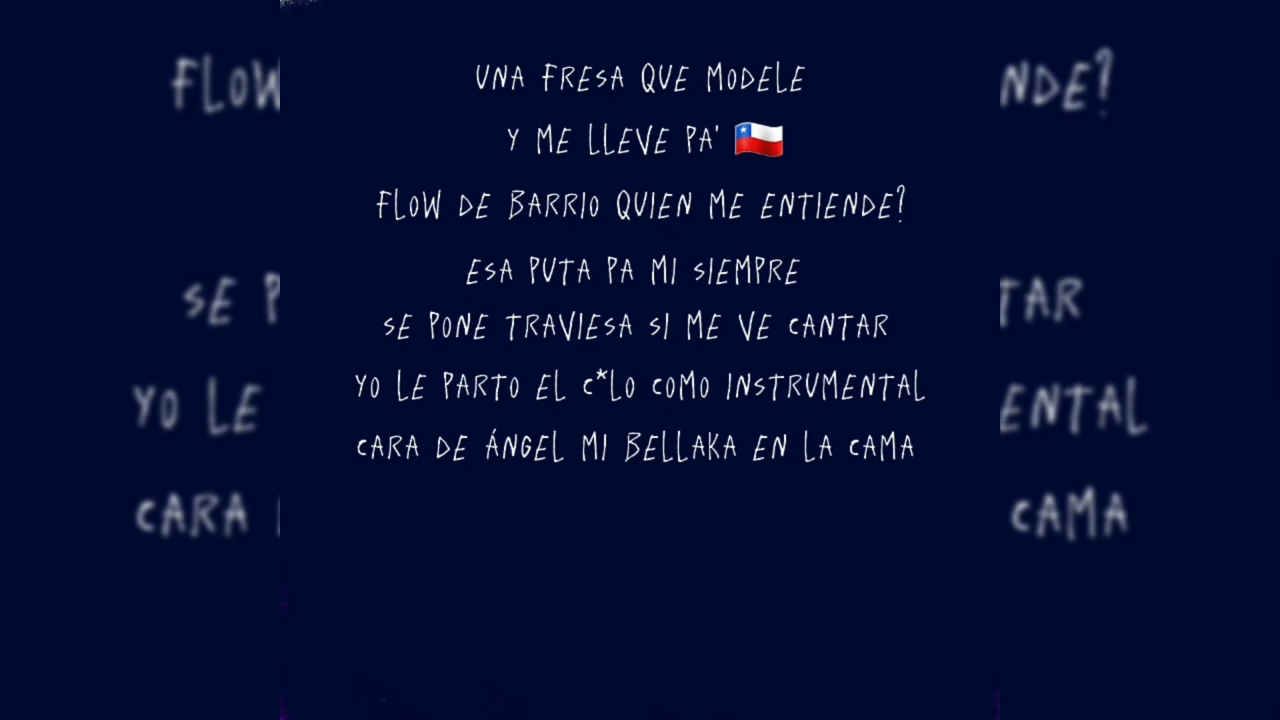 UNA FRESA QUE MODELE
Y ME LLEVE PA' 🇨🇱
FLOW DE BARRIO QUIEN ME ENTIENDE?
ESA PUTA PA MI SIEMPRE
SE PONE TRAVIESA SI ME VE CANTAR
YO LE PARTO EL C*LO COMO INSTRUMENTAL
CARA DE ÁNGEL MI BELLAKA EN LA CAMA